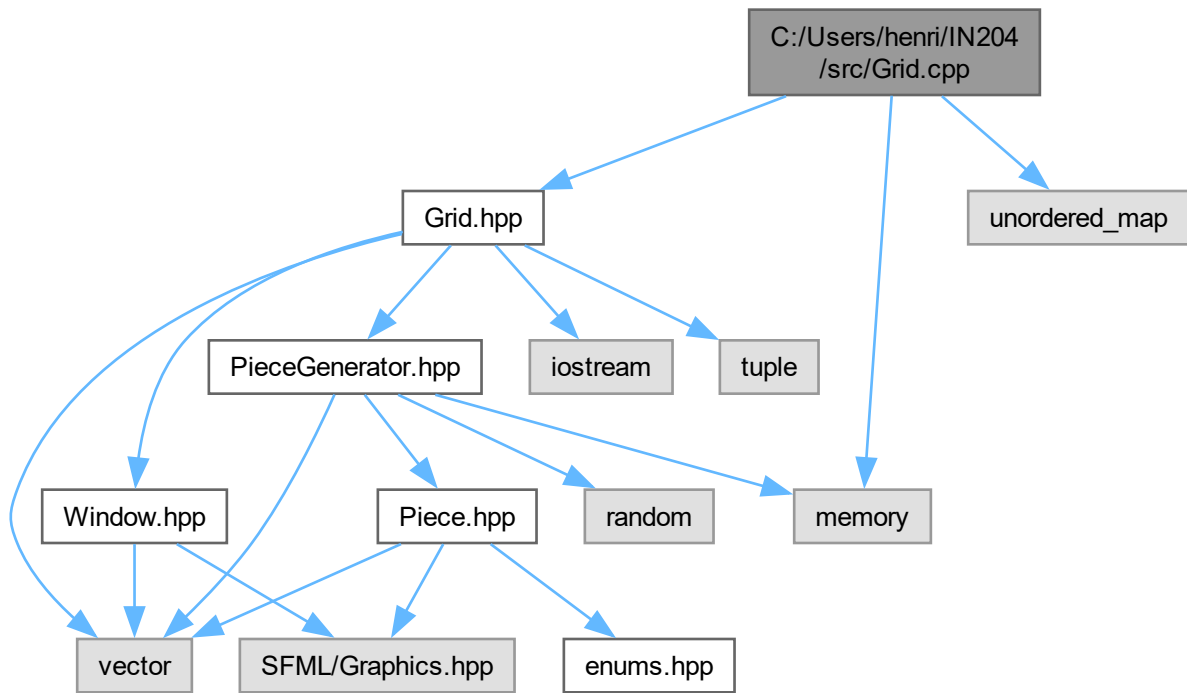 C:/Users/henri/IN204
/src/Grid.cpp
Grid.hpp
unordered_map
PieceGenerator.hpp
iostream
tuple
Window.hpp
Piece.hpp
random
memory
vector
SFML/Graphics.hpp
enums.hpp